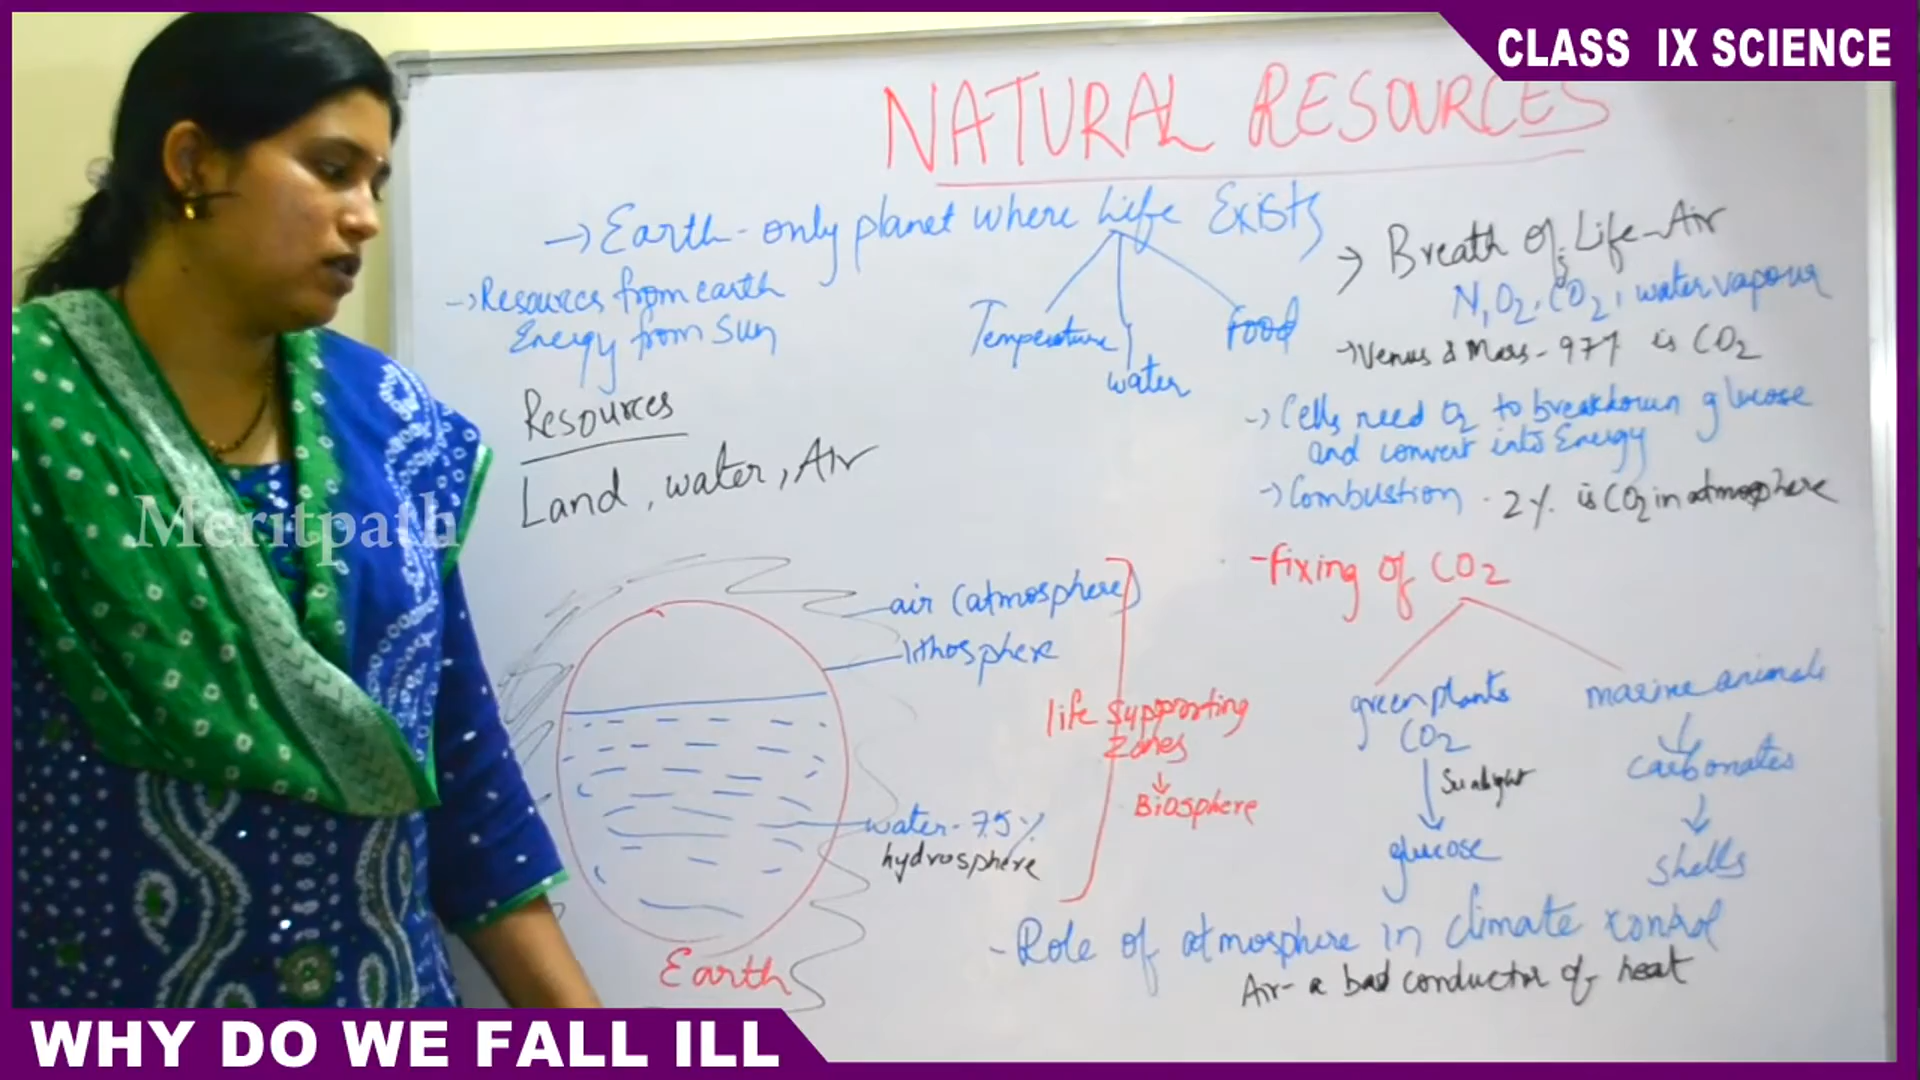 CLASS IX SCIENCE
NATURAL RESOURCES
→ Earth - only planet where Life Exists
→ Resources from earth
Energy from Sun
Temperature
water
Food
Resources
Land, water, Air
→ Breath of Life - Air
N, O2, CO2, water vapour
→ Venus & Mars - 97% is CO2
→ Cells need O2 to breakdown glucose
and convert into Energy
→ Combustion . 2%. is CO2 in atmosphere
Meritpath
air (atmosphere)
lithosphere
life supporting
zones
↓
Biosphere
water - 75%
hydrosphere
Earth
- fixing of CO2
green plants
CO2
↓ Sunlight
glucose
marine animals
↓
carbonates
↓
shells
- Role of atmosphere in climate control
Air - a bad conductor of heat
WHY DO WE FALL ILL